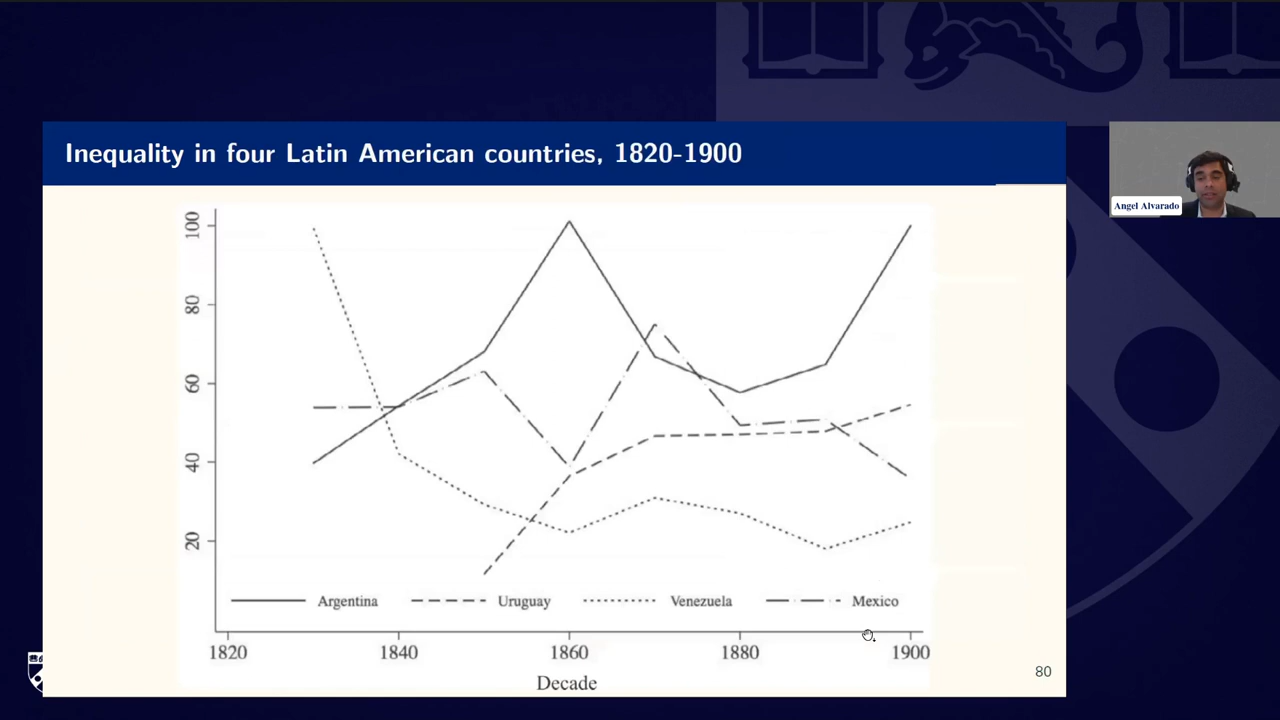 Inequality in four Latin American countries, 1820-1900
Angel Alvarado
100
80
60
40
20
Argentina Uruguay Venezuela Mexico
1820 1840 1860 1880 1900
Decade
80